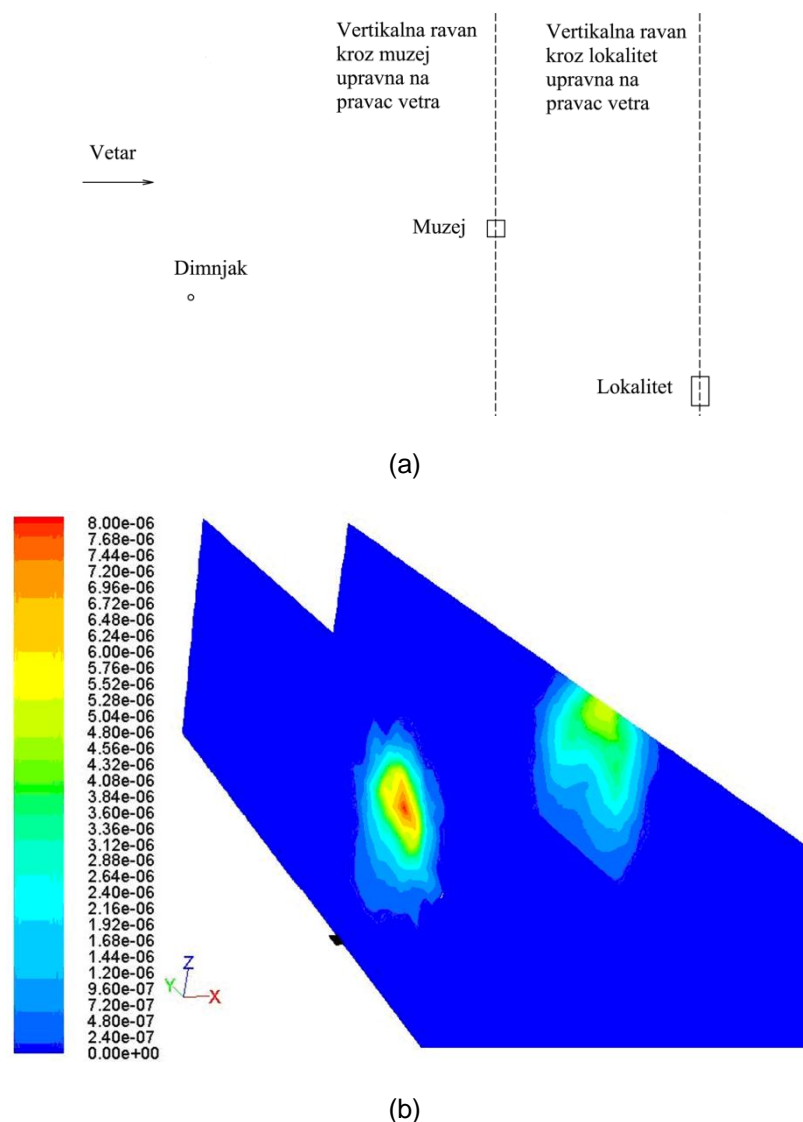 Vertikalna ravan
kroz muzej
upravna na
pravac vetra
Vertikalna ravan
kroz lokalitet
upravna na
pravac vetra
Vetar
Muzej
Dimnjak
Lokalitet
(a)
8.00e-06
7.68e-06
7.44e-06
7.20e-06
6.96e-06
6.72e-06
6.48e-06
6.24e-06
6.00e-06
5.76e-06
5.52e-06
5.28e-06
5.04e-06
4.80e-06
4.56e-06
4.32e-06
4.08e-06
3.84e-06
3.60e-06
3.36e-06
3.12e-06
2.88e-06
2.64e-06
2.40e-06
2.16e-06
1.92e-06
1.68e-06
1.44e-06
1.20e-06
9.60e-07
7.20e-07
4.80e-07
2.40e-07
0.00e+00
Z
Y
X
(b)